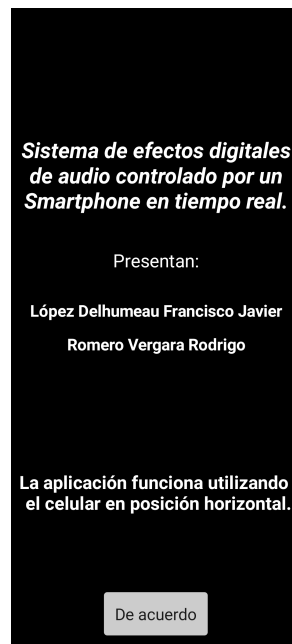 Sistema de efectos digitales
de audio controlado por un
Smartphone en tiempo real.
Presentan:
López Delhumeau Francisco Javier
Romero Vergara Rodrigo
La aplicación funciona utilizando
el celular en posición horizontal.
De acuerdo